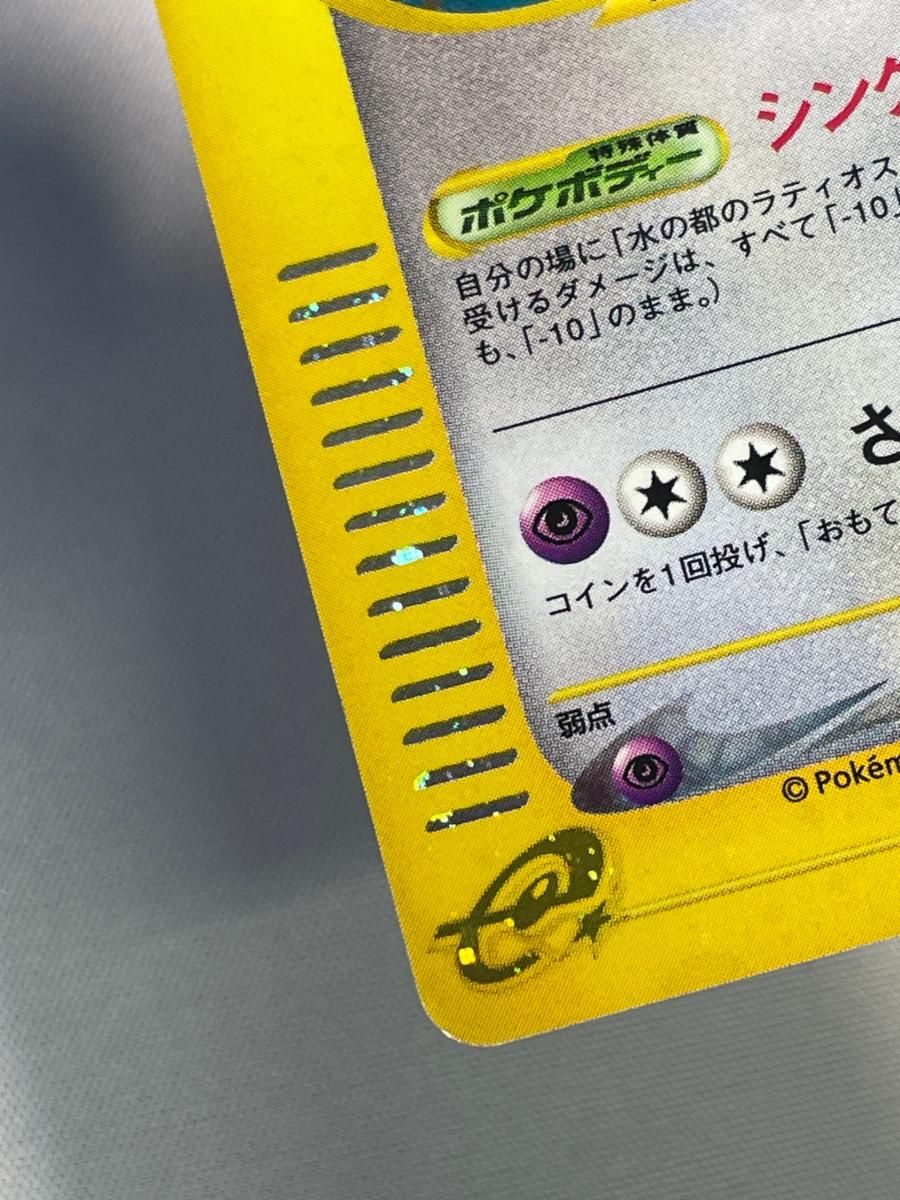 シンク
特殊体質
ポケボディー
自分の場に「水の都のラティオス
受けるダメージは、すべて「-10」
も、「-10」のまま。）
さ
コインを1回投げ、「おもて
弱点
© Pokém
e